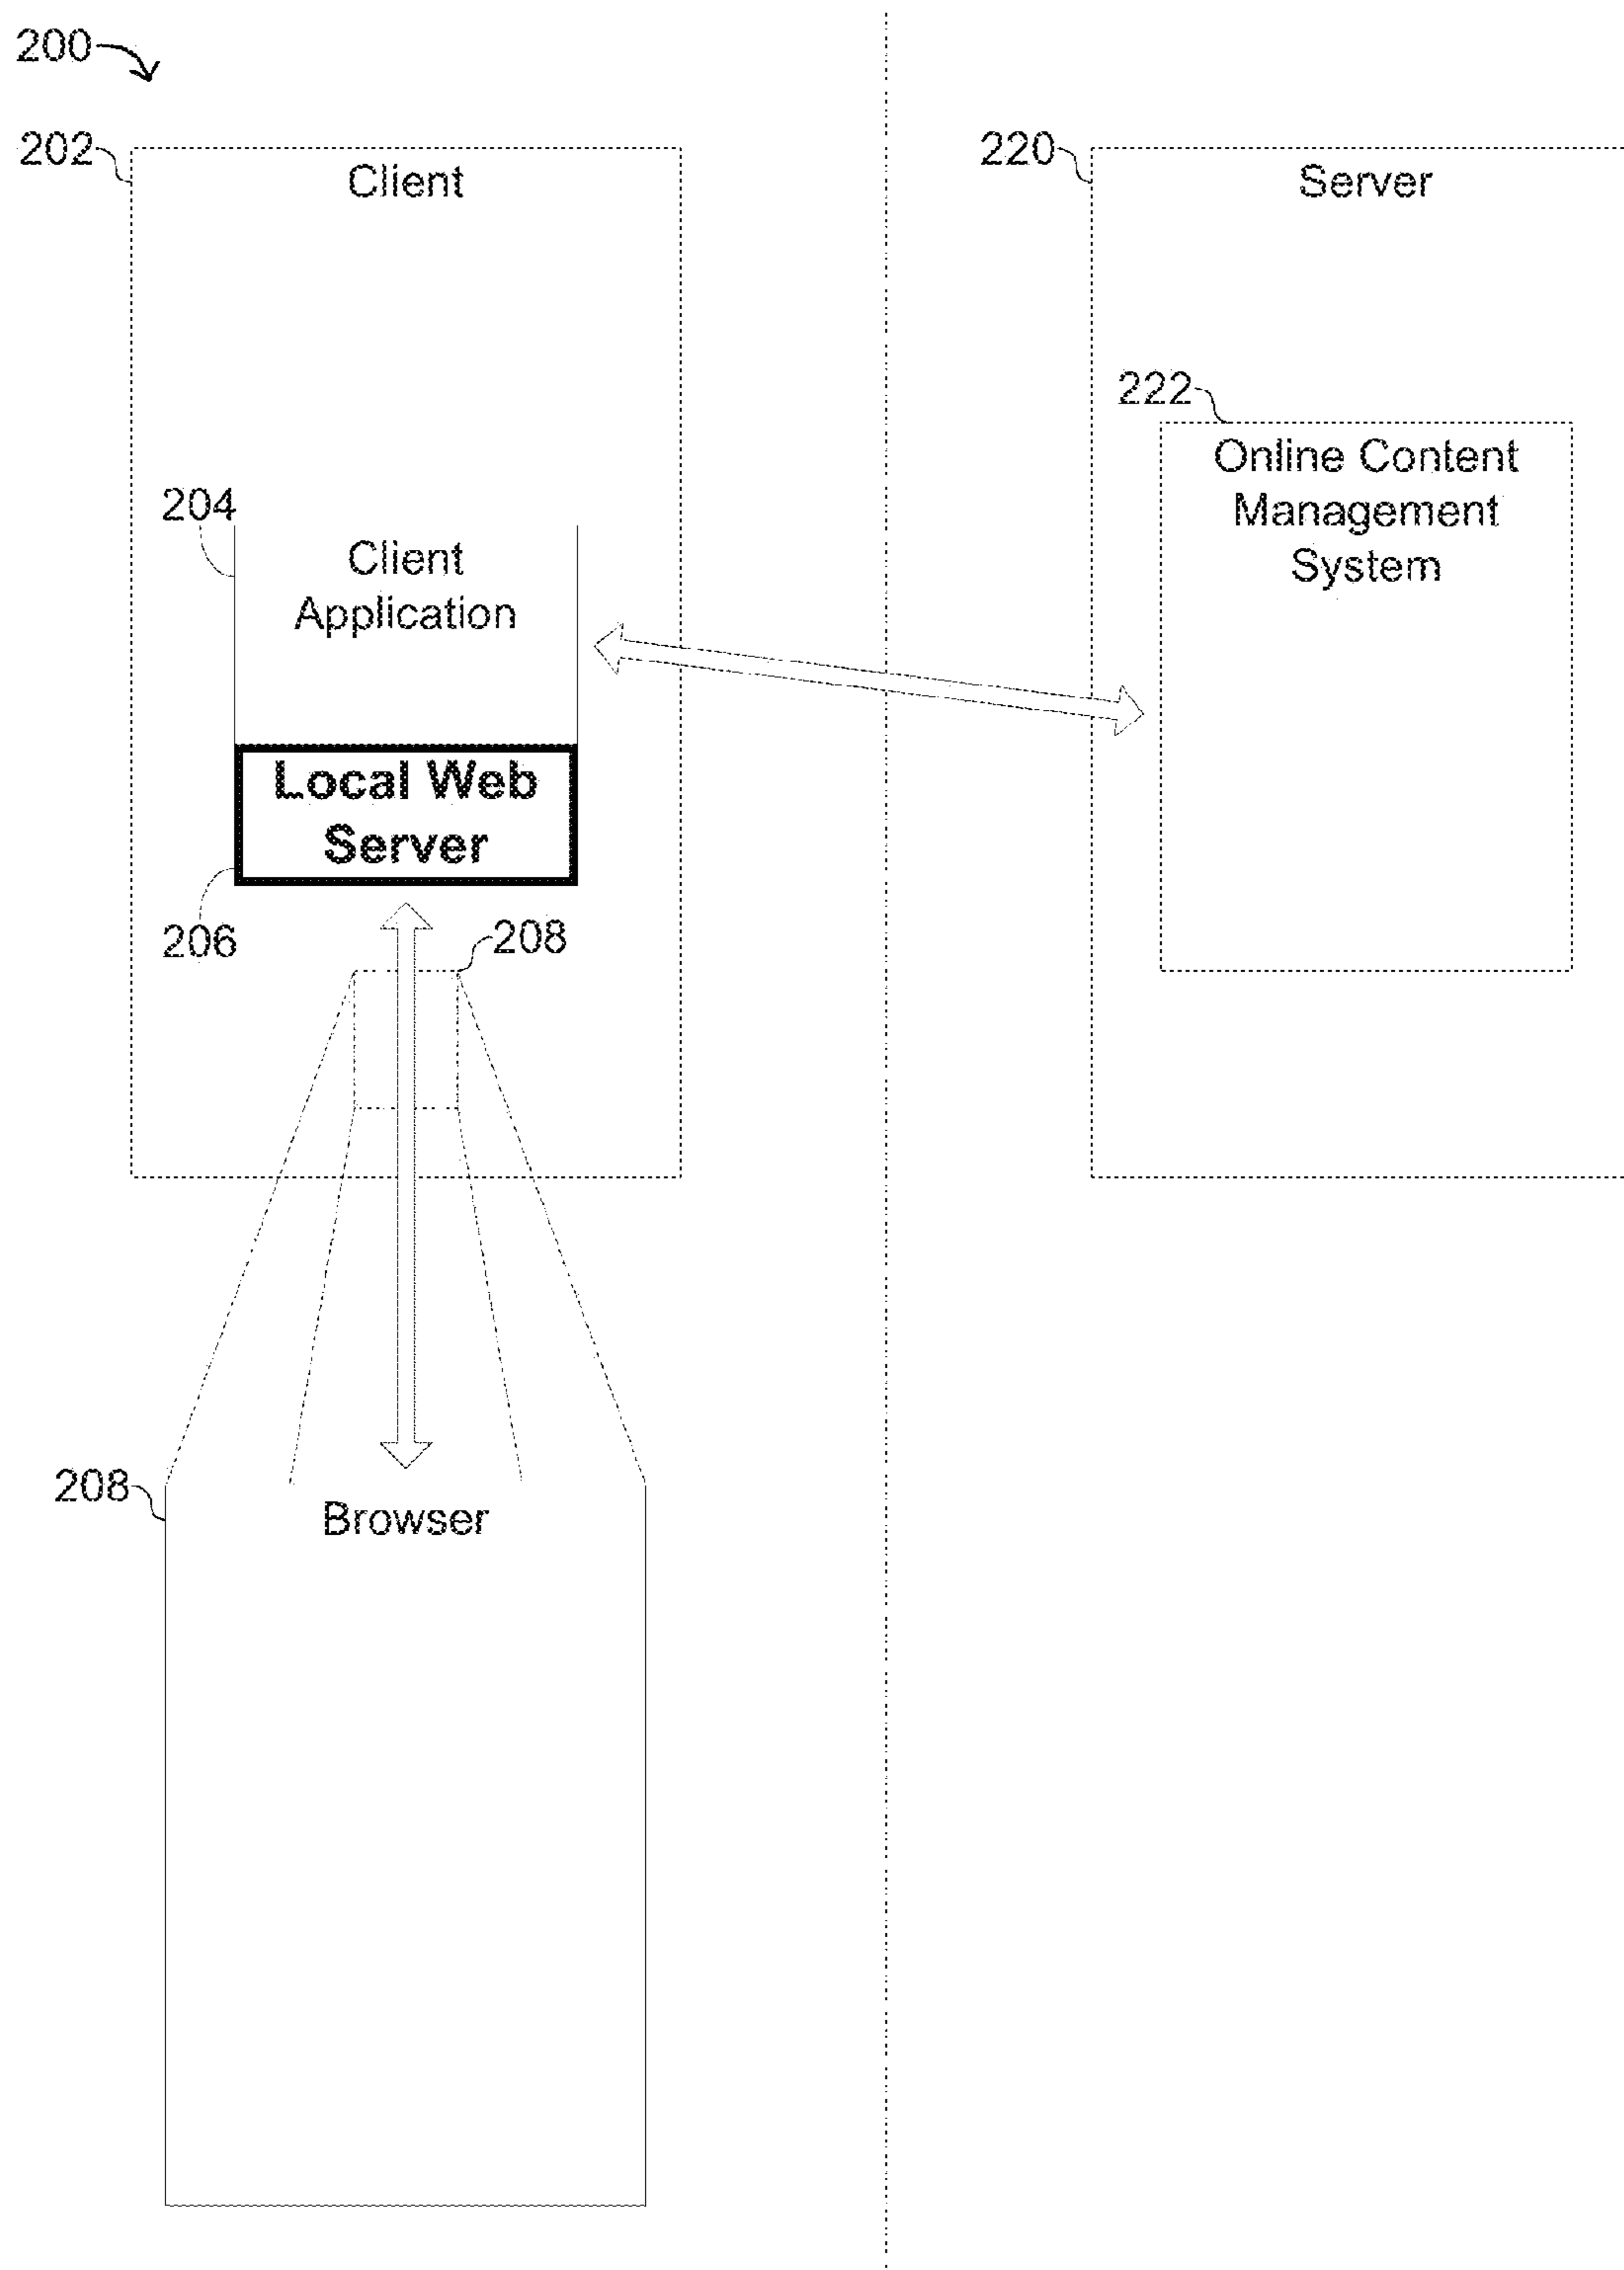 200
202
Client
220
Server
222
Online Content
Management
System
204
Client
Application
Local Web
Server
206
208
208
Browser